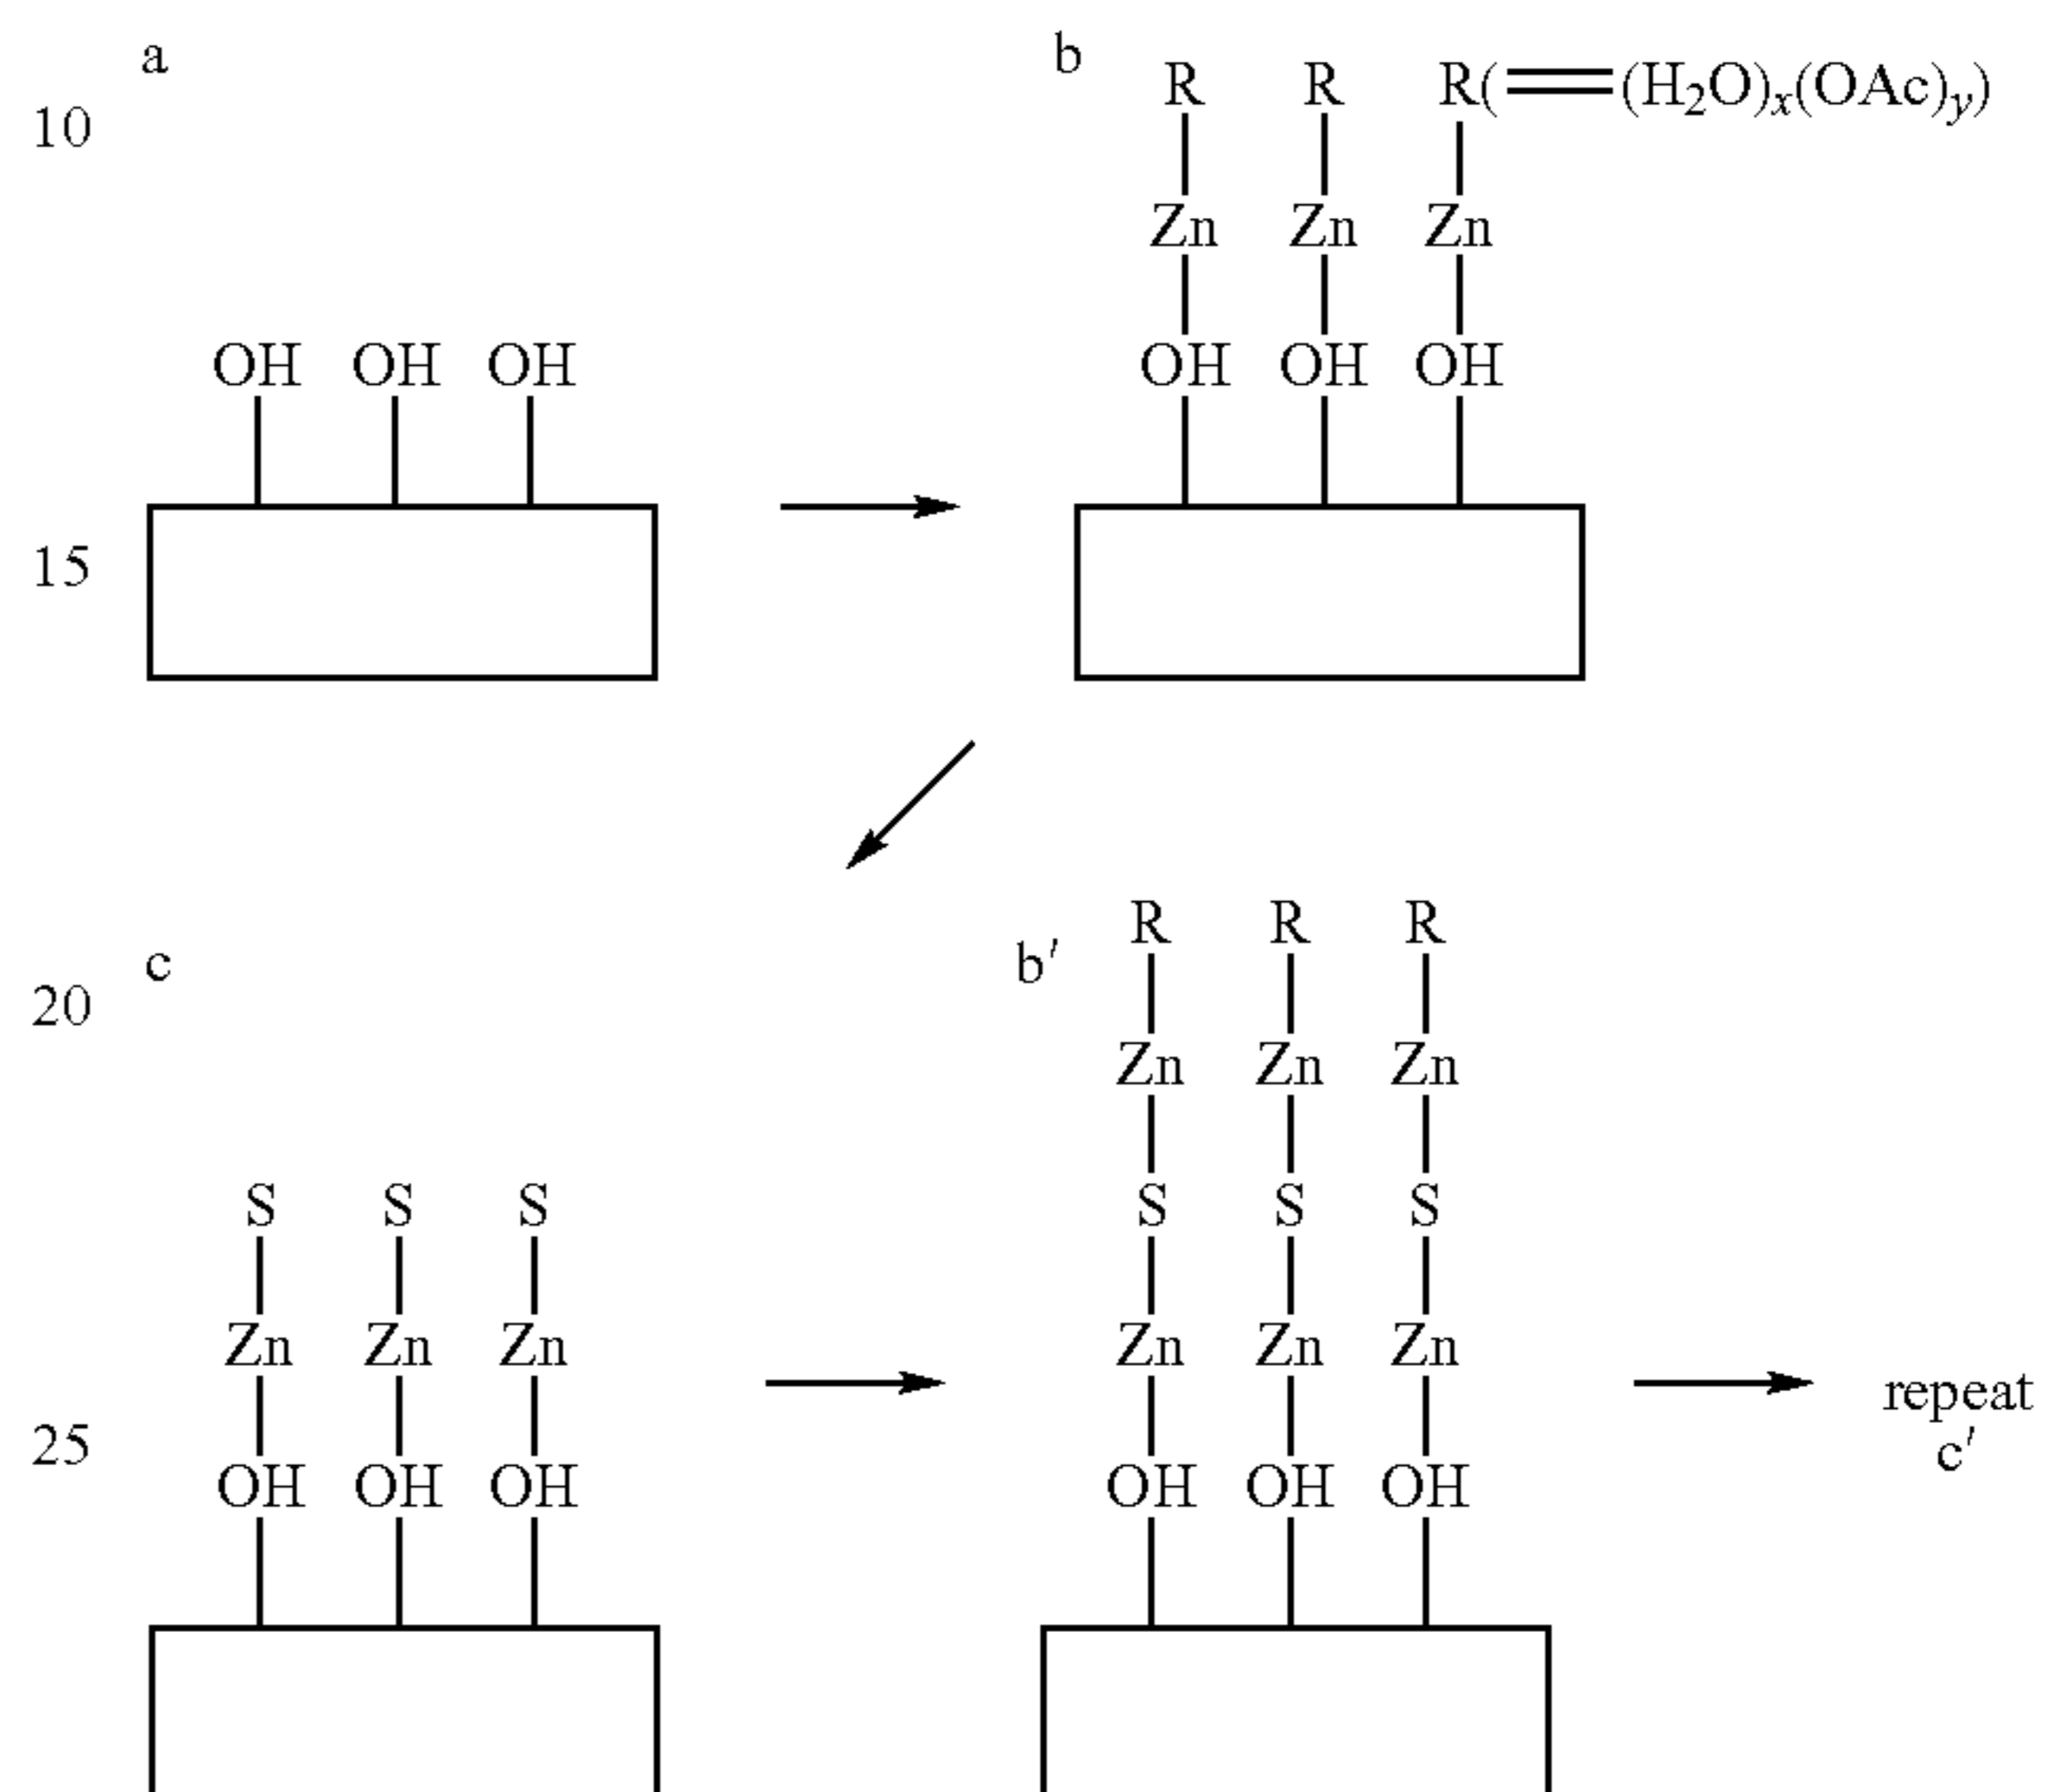 a b
R R R(═(H₂O)ₓ(OAc)ᵧ)
10
Zn Zn Zn
OH OH OH OH OH OH
15
R R R
c b′
20
Zn Zn Zn
S S S S S S
Zn Zn Zn Zn Zn Zn
repeat
25 c′
OH OH OH OH OH OH